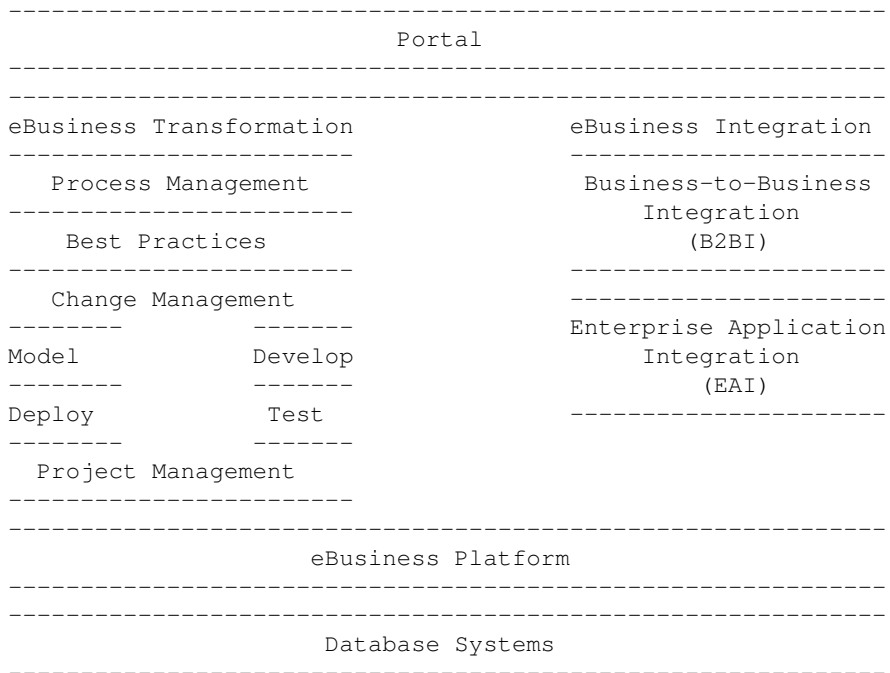 Portal
eBusiness Transformation eBusiness Integration
Process Management Business-to-Business
Integration
Best Practices (B2BI)
Change Management
Enterprise Application
Model Develop Integration
(EAI)
Deploy Test
Project Management
eBusiness Platform
Database Systems